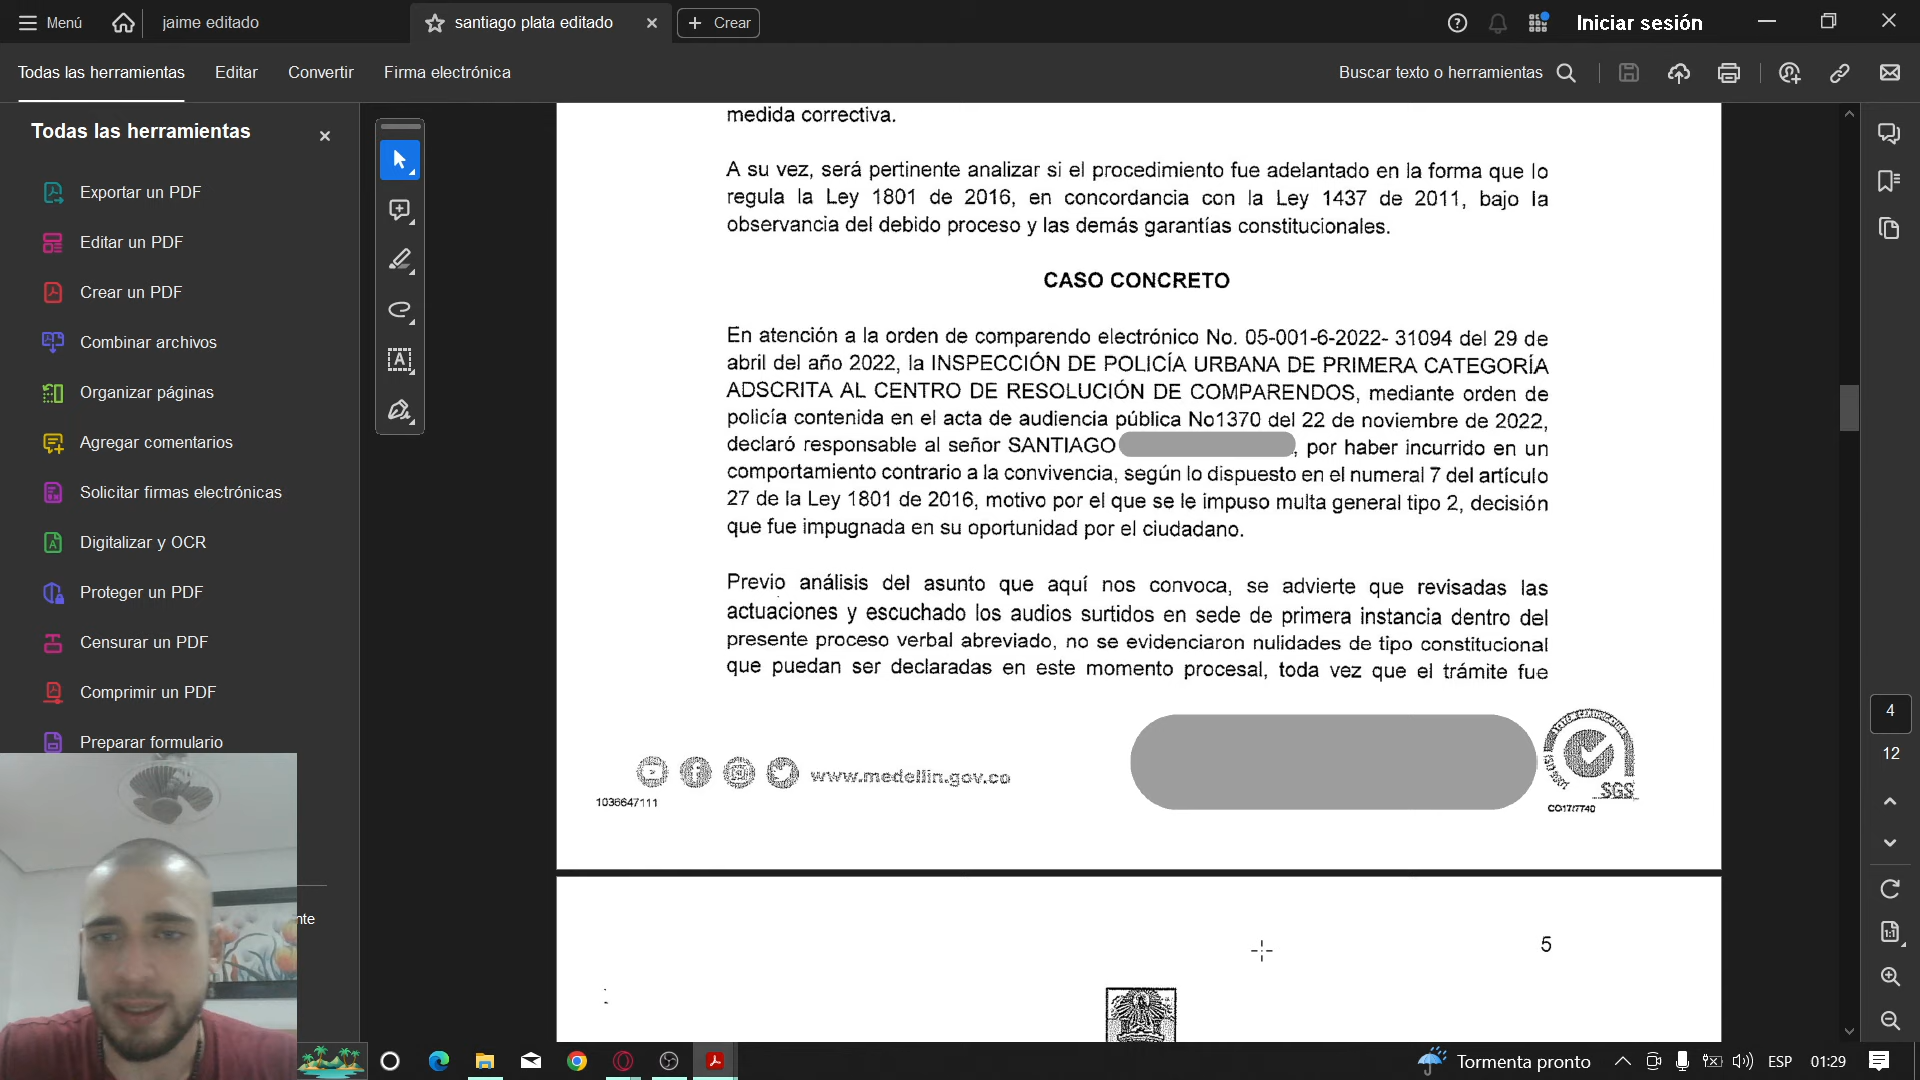 Menú
jaime editado
santiago plata editado
Crear
Iniciar sesión
Todas las herramientas
Editar
Convertir
Firma electrónica
Buscar texto o herramientas
Todas las herramientas
Exportar un PDF
Editar un PDF
Crear un PDF
Combinar archivos
Organizar páginas
Agregar comentarios
Solicitar firmas electrónicas
Digitalizar y OCR
Proteger un PDF
Censurar un PDF
Comprimir un PDF
Preparar formulario
nte
medida correctiva.
A su vez, será pertinente analizar si el procedimiento fue adelantado en la forma que lo
regula la Ley 1801 de 2016, en concordancia con la Ley 1437 de 2011, bajo la
observancia del debido proceso y las demás garantías constitucionales.
CASO CONCRETO
En atención a la orden de comparendo electrónico No. 05-001-6-2022- 31094 del 29 de
abril del año 2022, la INSPECCIÓN DE POLICÍA URBANA DE PRIMERA CATEGORÍA
ADSCRITA AL CENTRO DE RESOLUCIÓN DE COMPARENDOS, mediante orden de
policía contenida en el acta de audiencia pública No1370 del 22 de noviembre de 2022,
declaró responsable al señor SANTIAGO , por haber incurrido en un
comportamiento contrario a la convivencia, según lo dispuesto en el numeral 7 del artículo
27 de la Ley 1801 de 2016, motivo por el que se le impuso multa general tipo 2, decisión
que fue impugnada en su oportunidad por el ciudadano.
Previo análisis del asunto que aquí nos convoca, se advierte que revisadas las
actuaciones y escuchado los audios surtidos en sede de primera instancia dentro del
presente proceso verbal abreviado, no se evidenciaron nulidades de tipo constitucional
que puedan ser declaradas en este momento procesal, toda vez que el trámite fue
www.medellin.gov.co
1036647111
SGS
CO17/7740
5
4
12
1:1
Tormenta pronto
ESP
01:29